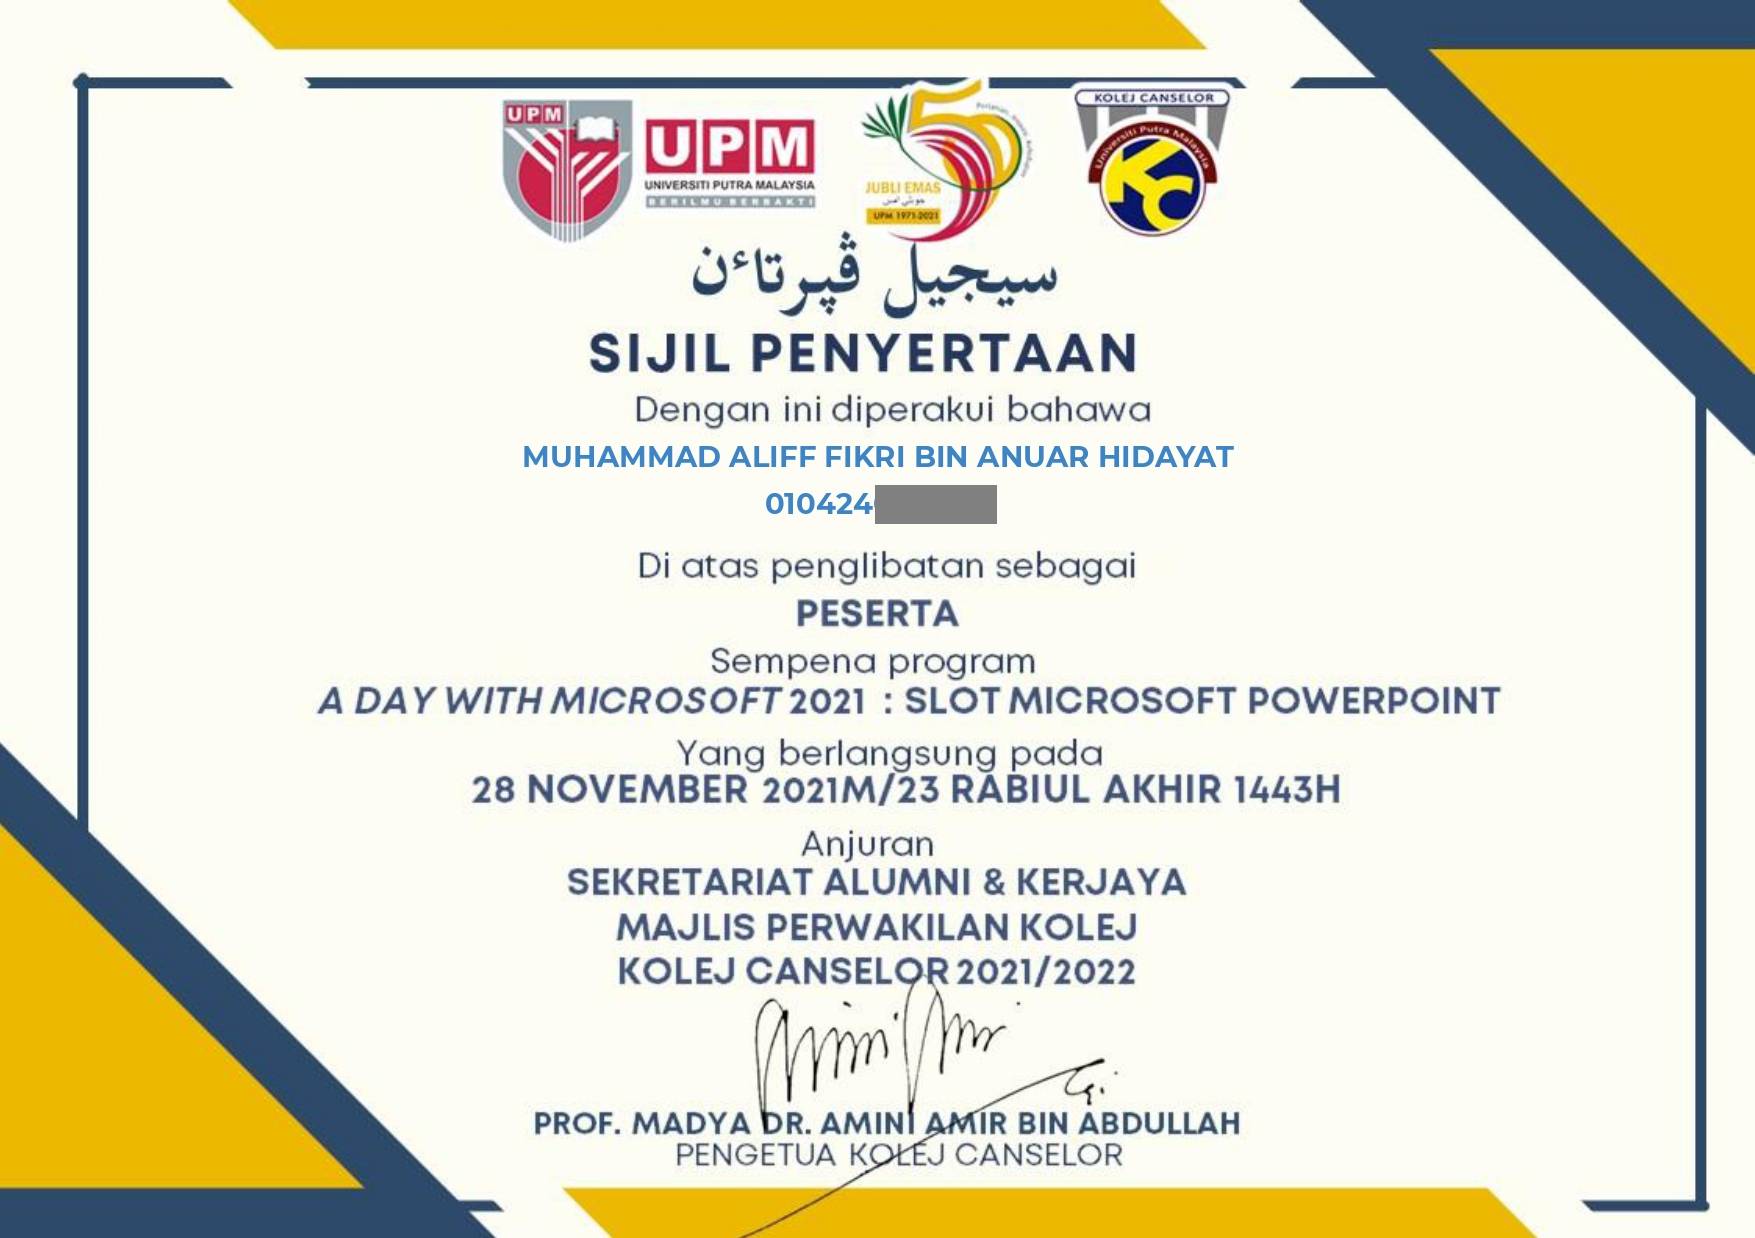 UPM
UPM
UNIVERSITI PUTRA MALAYSIA
BERILMU BERBAKTI
JUBLI EMAS
جوبلي امس
UPM 1971-2021
KOLEJ CANSELOR
Universiti Putra Malaysia
KC
سيجيل ڤڽرتاءن
SIJIL PENYERTAAN
Dengan ini diperakui bahawa
MUHAMMAD ALIFF FIKRI BIN ANUAR HIDAYAT
010424
Di atas penglibatan sebagai
PESERTA
Sempena program
A DAY WITH MICROSOFT 2021 : SLOT MICROSOFT POWERPOINT
Yang berlangsung pada
28 NOVEMBER 2021M/23 RABIUL AKHIR 1443H
Anjuran
SEKRETARIAT ALUMNI & KERJAYA
MAJLIS PERWAKILAN KOLEJ
KOLEJ CANSELOR 2021/2022
PROF. MADYA DR. AMINI AMIR BIN ABDULLAH
PENGETUA KOLEJ CANSELOR